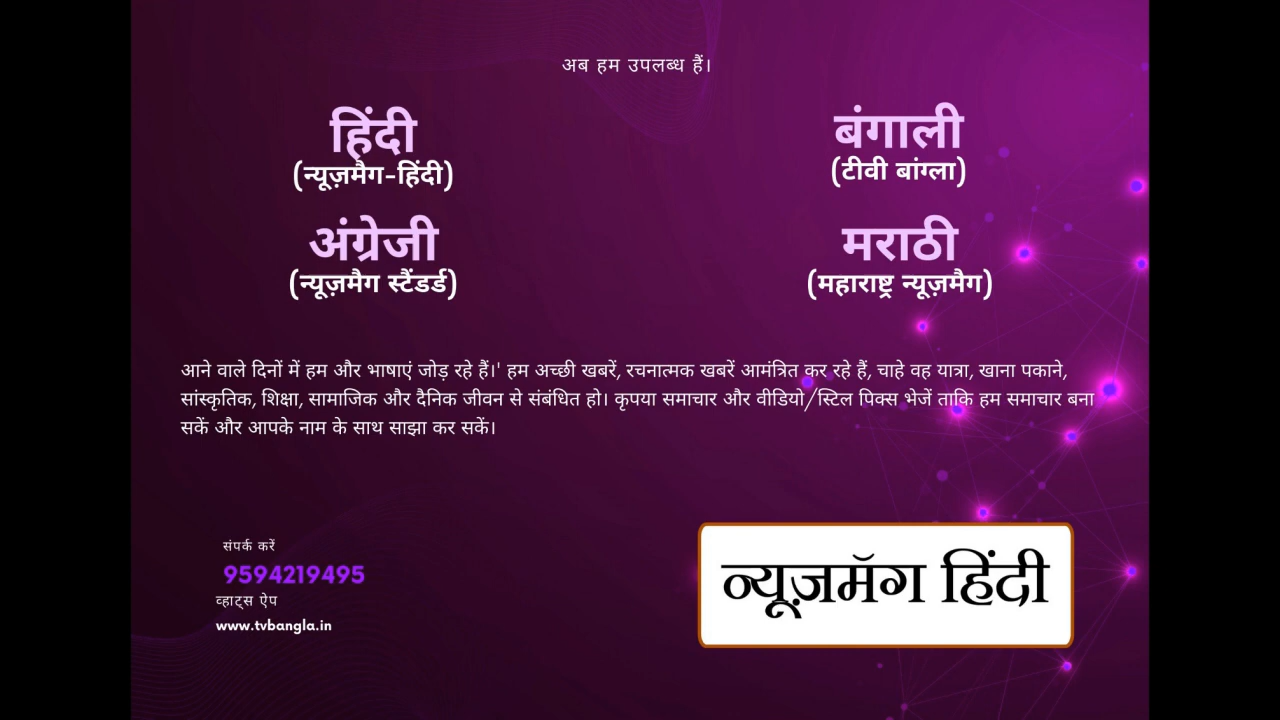 अब हम उपलब्ध हैं।
हिंदी
(न्यूज़मैग-हिंदी)
बंगाली
(टीवी बांग्ला)
अंग्रेजी
(न्यूज़मैग स्टैंडर्ड)
मराठी
(महाराष्ट्र न्यूज़मैग)
आने वाले दिनों में हम और भाषाएं जोड़ रहे हैं।' हम अच्छी खबरें, रचनात्मक खबरें आमंत्रित कर रहे हैं, चाहे वह यात्रा, खाना पकाने,
सांस्कृतिक, शिक्षा, सामाजिक और दैनिक जीवन से संबंधित हो। कृपया समाचार और वीडियो/स्टिल पिक्स भेजें ताकि हम समाचार बना
सकें और आपके नाम के साथ साझा कर सकें।
संपर्क करें
9594219495
व्हाट्स ऐप
www.tvbangla.in
न्यूज़मॅग हिंदी